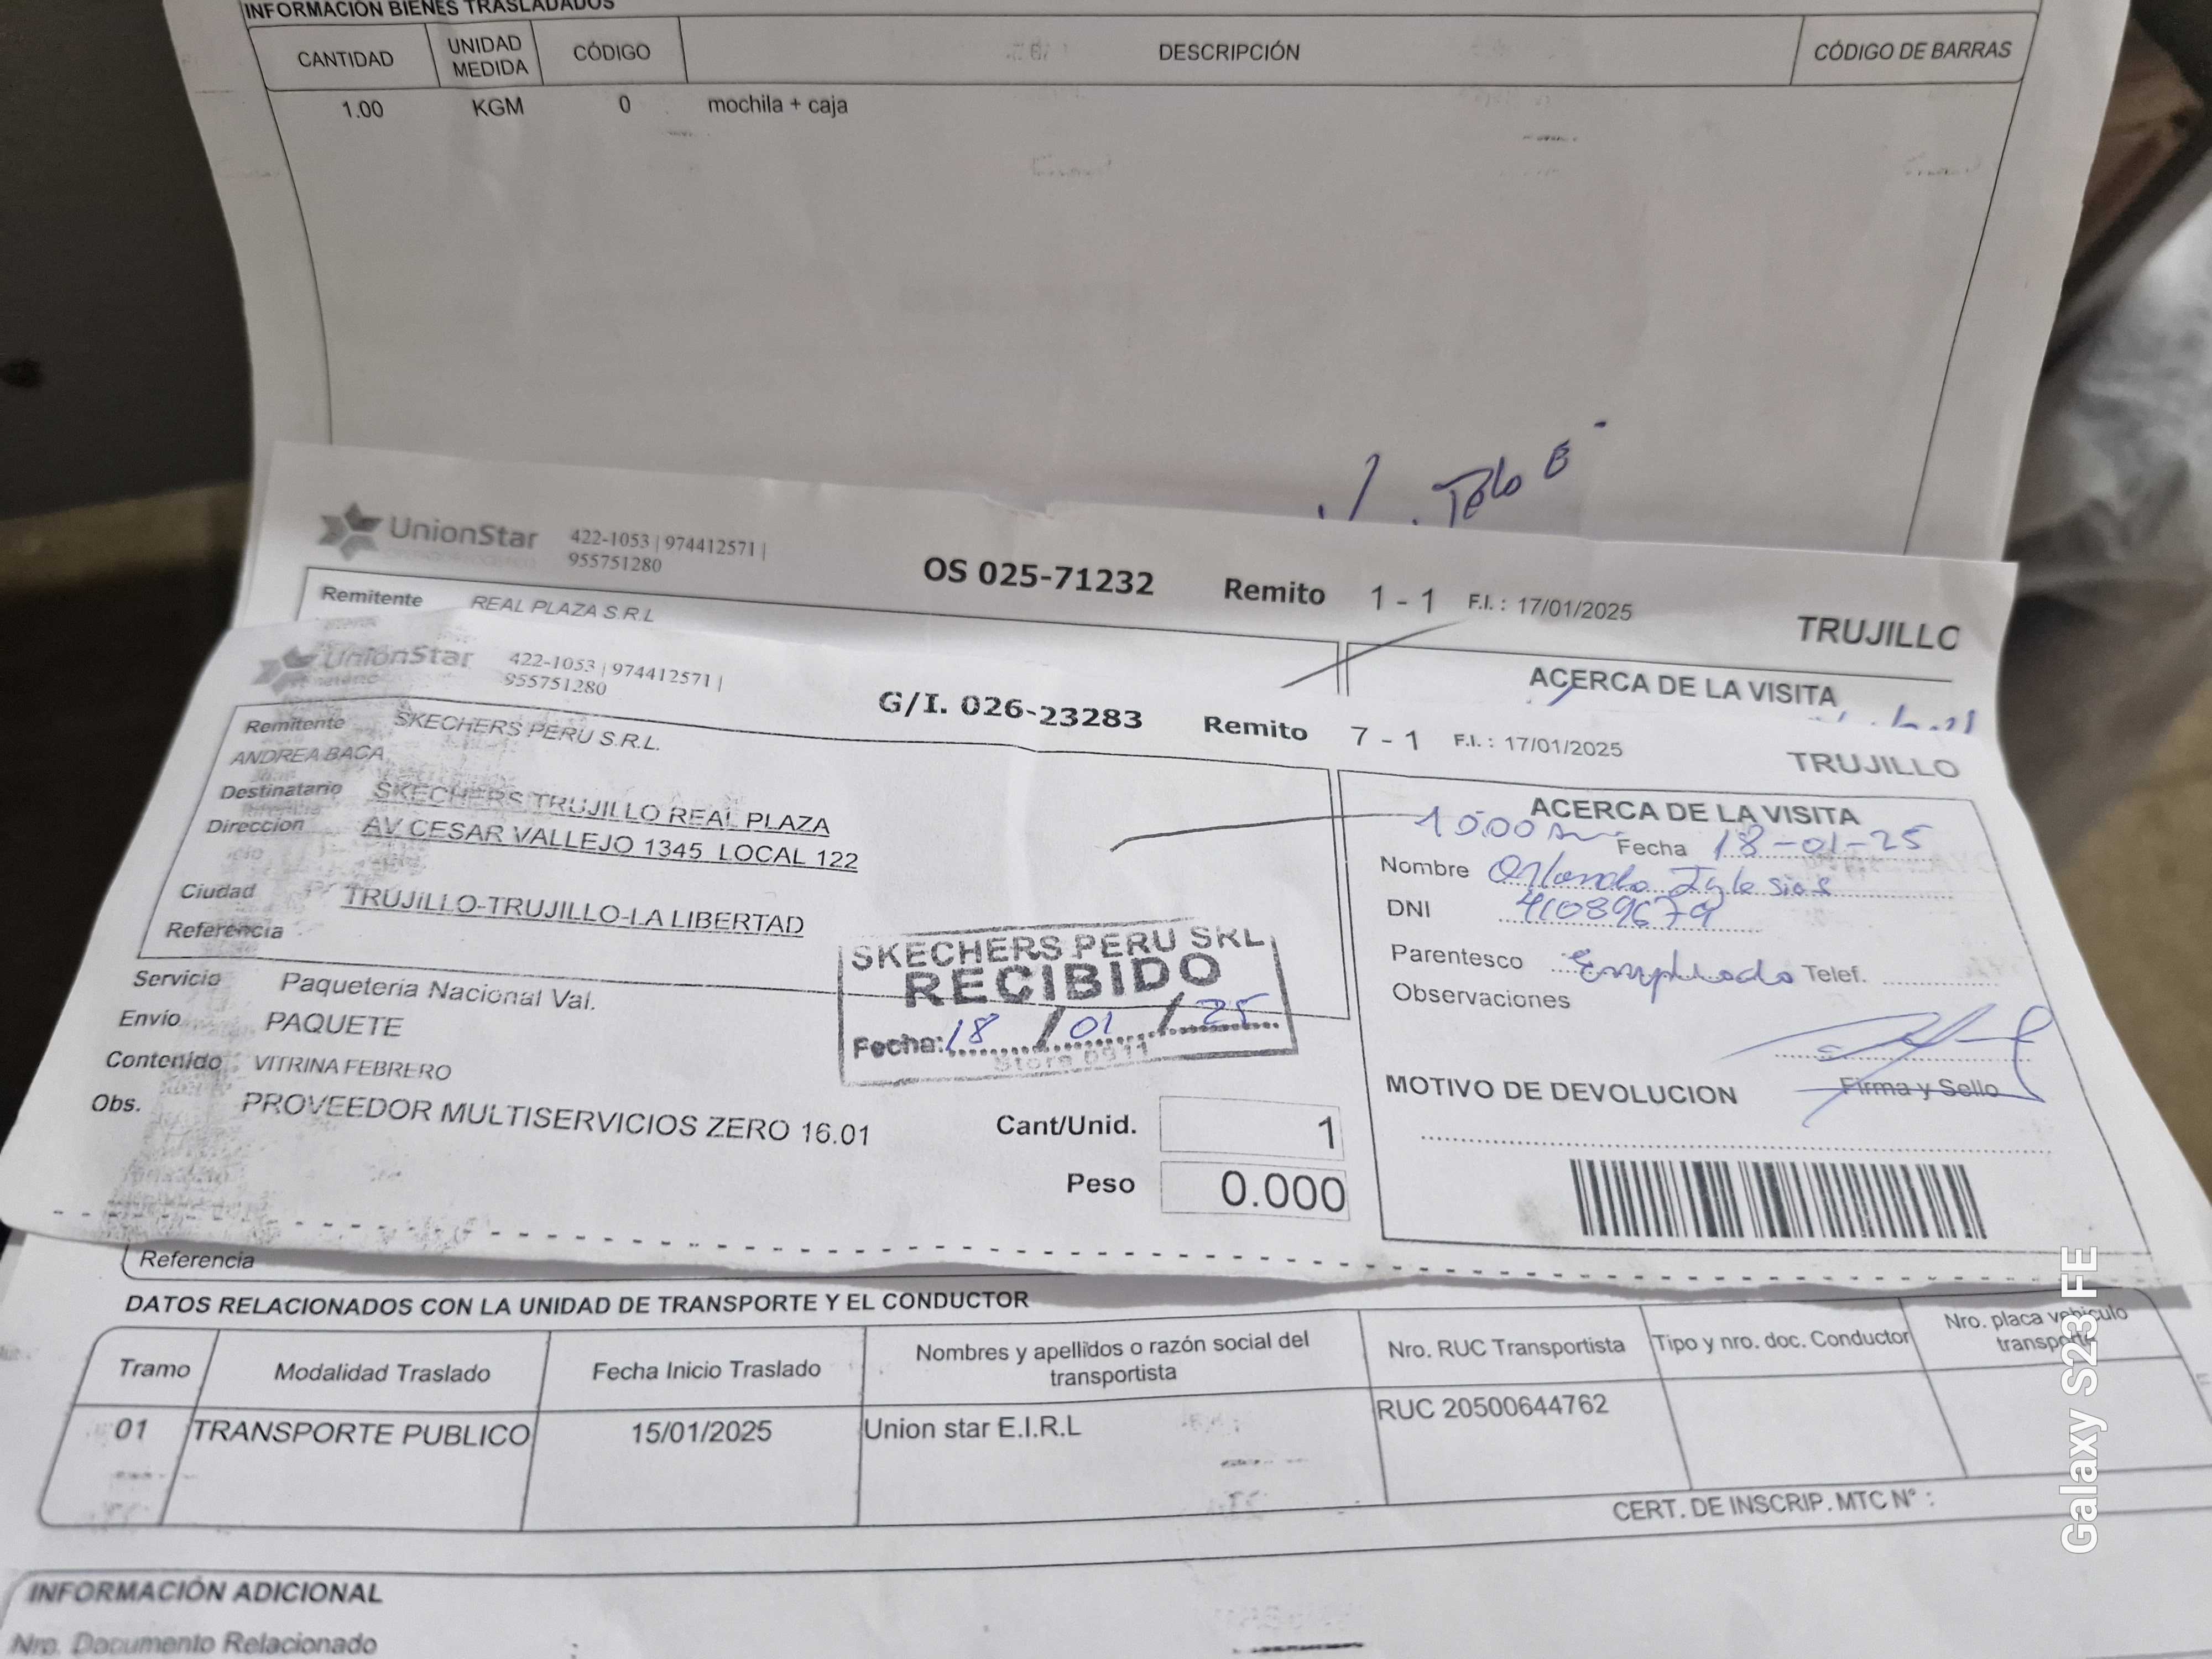 INFORMACIÓN BIENES TRASLADADOS
CANTIDAD UNIDAD MEDIDA CÓDIGO DESCRIPCIÓN CÓDIGO DE BARRAS
1.00 KGM 0 mochila + caja
UnionStar 422-1053 | 974412571 |
955751280
OS 025-71232 Remito 1 - 1 F.I. : 17/01/2025 TRUJILLO
Remitente REAL PLAZA S.R.L
ACERCA DE LA VISITA
UnionStar 422-1053 | 974412571 |
955751280
G/I. 026-23283 Remito 7 - 1 F.I. : 17/01/2025 TRUJILLO
Remitente SKECHERS PERU S.R.L.
ANDREA BACA
Destinatario SKECHERS TRUJILLO REAL PLAZA
Direccion AV CESAR VALLEJO 1345 LOCAL 122
Ciudad TRUJILLO-TRUJILLO-LA LIBERTAD
Referencia
Servicio Paqueteria Nacional Val.
Envio PAQUETE
Contenido VITRINA FEBRERO
Obs. PROVEEDOR MULTISERVICIOS ZERO 16.01
SKECHERS PERU SRL
RECIBIDO
Fecha: 18 / 01 / 25
Store 0911
Cant/Unid. 1
Peso 0.000
ACERCA DE LA VISITA
Fecha 18-01-25
Nombre Orlando Iglesias
DNI 41089679
Parentesco Empleado Telef.
Observaciones
Firma y Sello
MOTIVO DE DEVOLUCION
Referencia
DATOS RELACIONADOS CON LA UNIDAD DE TRANSPORTE Y EL CONDUCTOR
Tramo Modalidad Traslado Fecha Inicio Traslado Nombres y apellidos o razón social del transportista Nro. RUC Transportista Tipo y nro. doc. Conductor Nro. placa vehiculo
01 TRANSPORTE PUBLICO 15/01/2025 Union star E.I.R.L RUC 20500644762
CERT. DE INSCRIP. MTC N° :
INFORMACIÓN ADICIONAL
Nro. Documento Relacionado :
Galaxy S23 FE